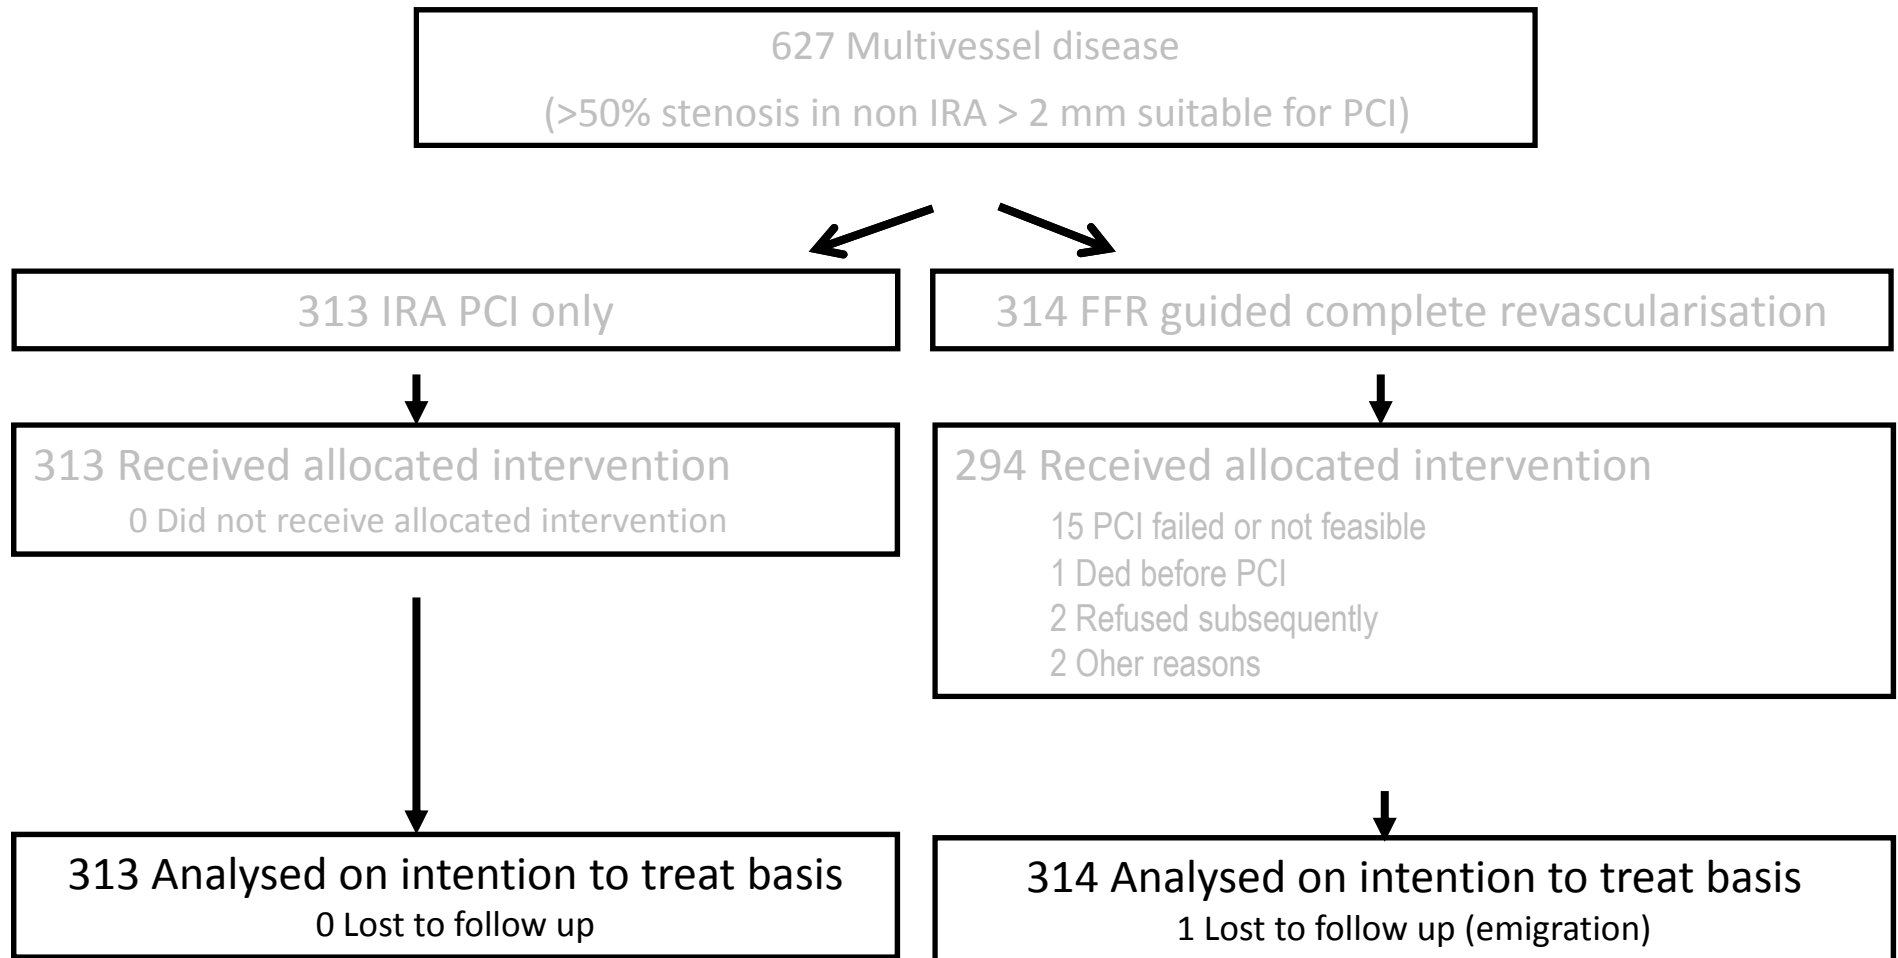 627 Multivessel disease
(>50% stenosis in non IRA > 2 mm suitable for PCI)
313 IRA PCI only
314 FFR guided complete revascularisation
313 Received allocated intervention
0 Did not receive allocated intervention
294 Received allocated intervention
15 PCI failed or not feasible
1 Ded before PCI
2 Refused subsequently
2 Oher reasons
313 Analysed on intention to treat basis
0 Lost to follow up
314 Analysed on intention to treat basis
1 Lost to follow up (emigration)